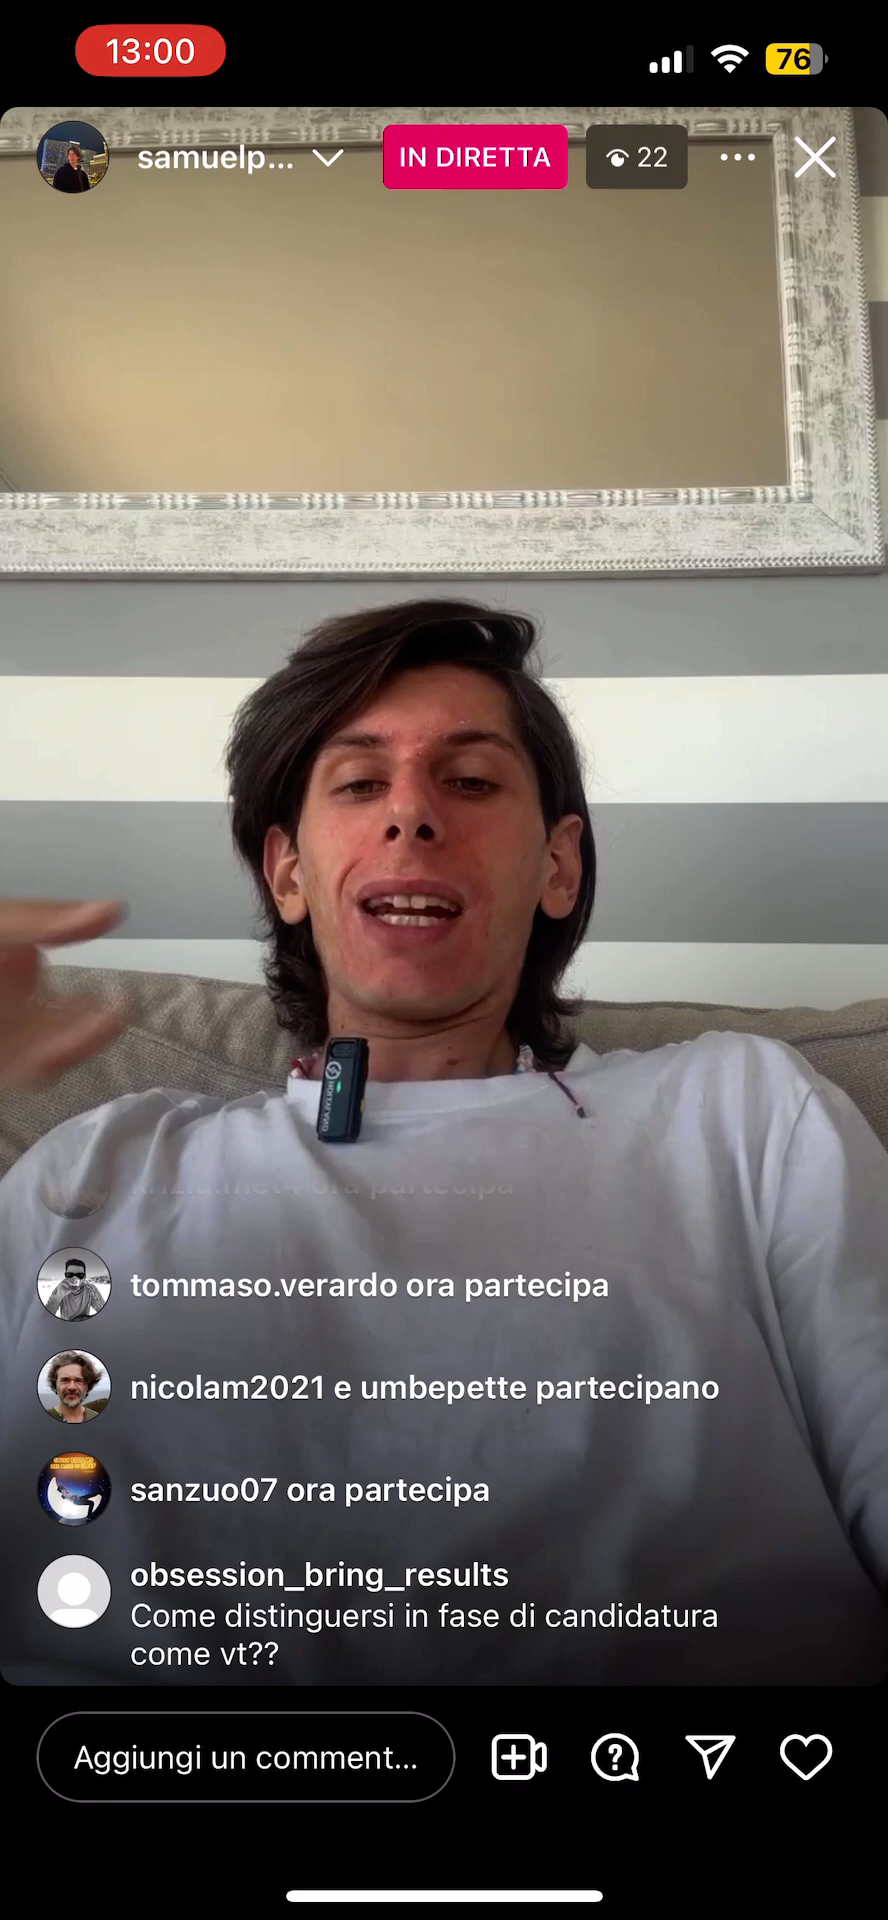 13:00
76
samuelp...
IN DIRETTA
22
HOLLYLAND
tommaso.verardo ora partecipa
nicolam2021 e umbepette partecipano
sanzuo07 ora partecipa
obsession_bring_results
Come distinguersi in fase di candidatura
come vt??
Aggiungi un comment...